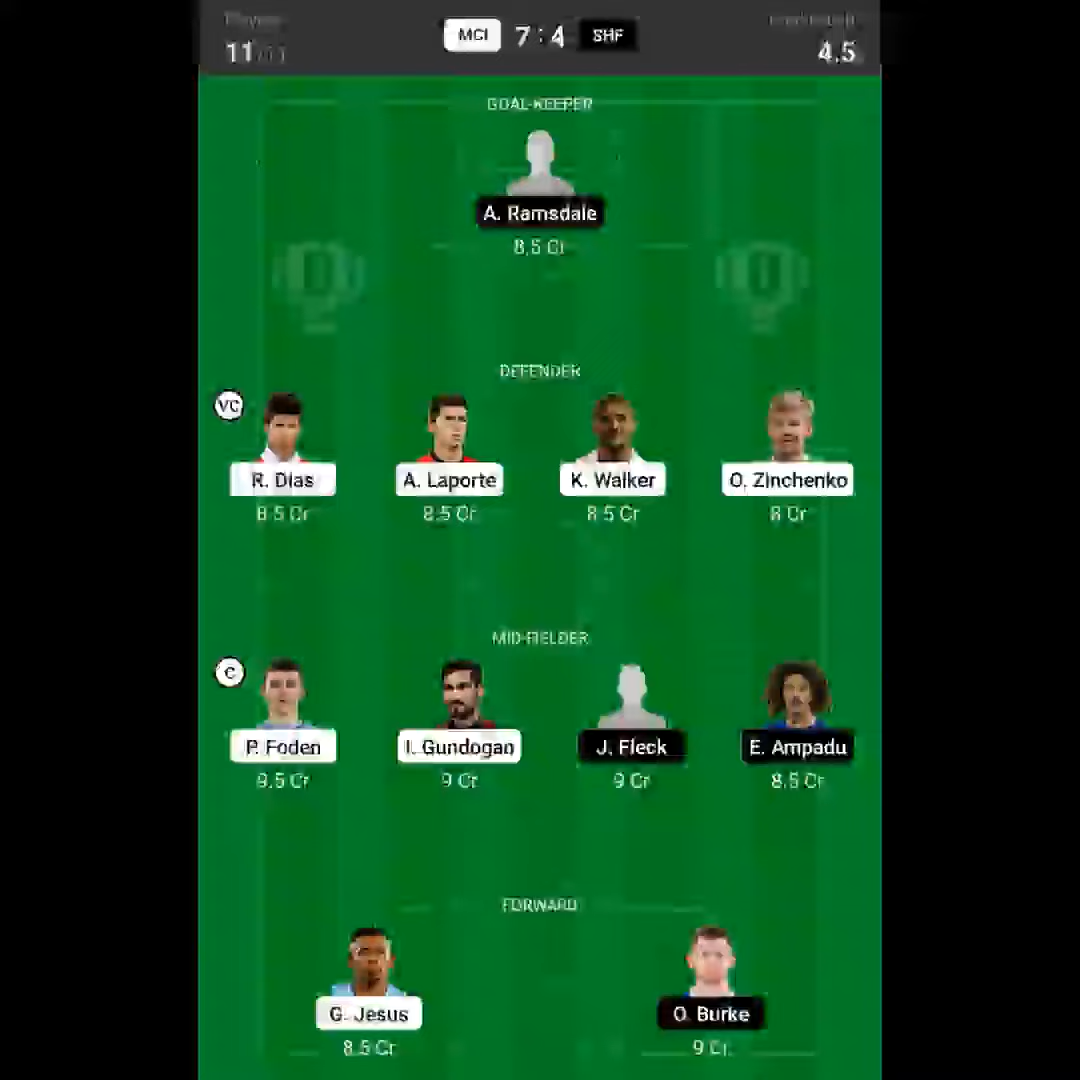 11
MCI 7 : 4 SHF
4.5
GOAL-KEEPER
A. Ramsdale
8.5 Cr
DEFENDER
VC
R. Dias A. Laporte K. Walker O. Zinchenko
8.5 Cr 8.5 Cr 8.5 Cr 8 Cr
MID-FIELDER
C
P. Foden I. Gundogan J. Fleck E. Ampadu
9.5 Cr 9 Cr 9 Cr 8.5 Cr
FORWARD
G. Jesus O. Burke
8.5 Cr 9 Cr